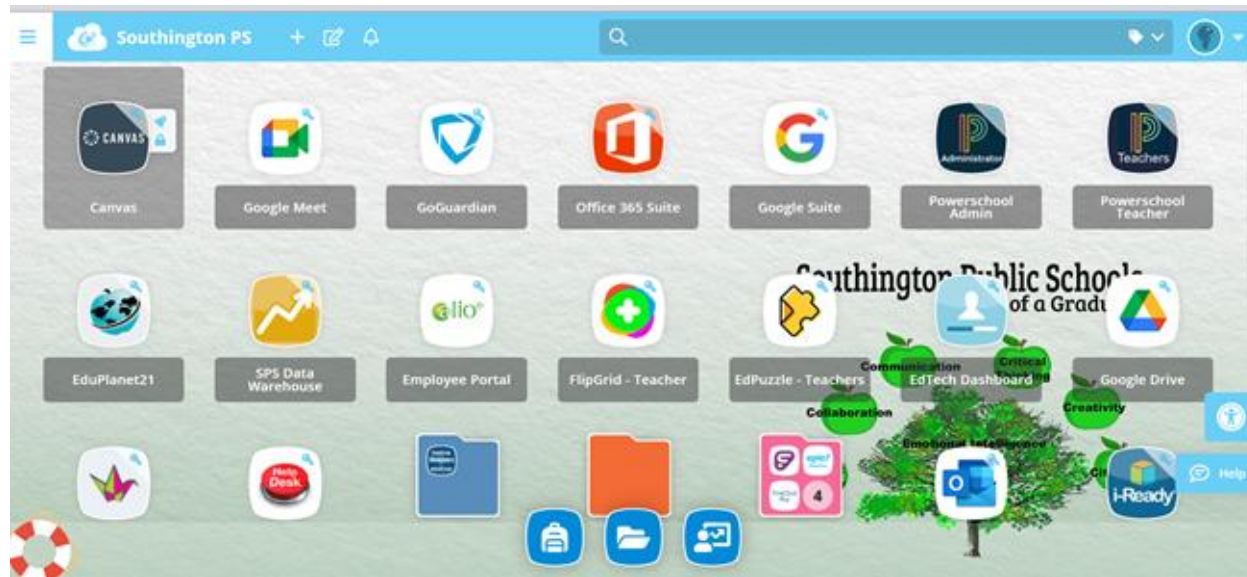 Southington PS
CANVAS
Administrator
Teachers
Canvas
Google Meet
GoGuardian
Office 365 Suite
Google Suite
Powerschool
Admin
Powerschool
Teacher
Southington Public Schools
of a Gradu
alio
EduPlanet21
SPS Data
Warehouse
Employee Portal
FlipGrid - Teacher
EdPuzzle - Teachers
EdTech Dashboard
Google Drive
Communication
Critical
Collaboration
Creativity
Emotional Intelligence
Help
Desk
epic!
4
i-Ready
Help